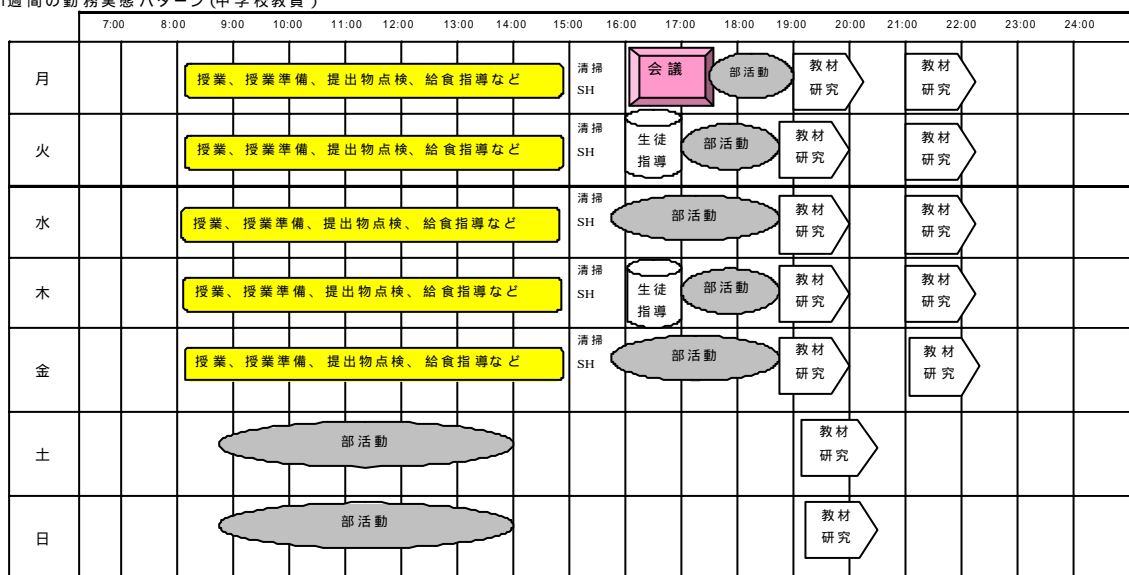 1週間の勤務実態パターン(中学校教員)
7:00 8:00 9:00 10:00 11:00 12:00 13:00 14:00 15:00 16:00 17:00 18:00 19:00 20:00 21:00 22:00 23:00 24:00
月
授業、授業準備、提出物点検、給食指導など
清掃
SH
会議
部活動
教材
研究
教材
研究
火
授業、授業準備、提出物点検、給食指導など
清掃
SH
生徒
指導
部活動
教材
研究
教材
研究
水
授業、授業準備、提出物点検、給食指導など
清掃
SH
部活動
教材
研究
教材
研究
木
授業、授業準備、提出物点検、給食指導など
清掃
SH
生徒
指導
部活動
教材
研究
教材
研究
金
授業、授業準備、提出物点検、給食指導など
清掃
SH
部活動
教材
研究
教材
研究
土
部活動
教材
研究
日
部活動
教材
研究